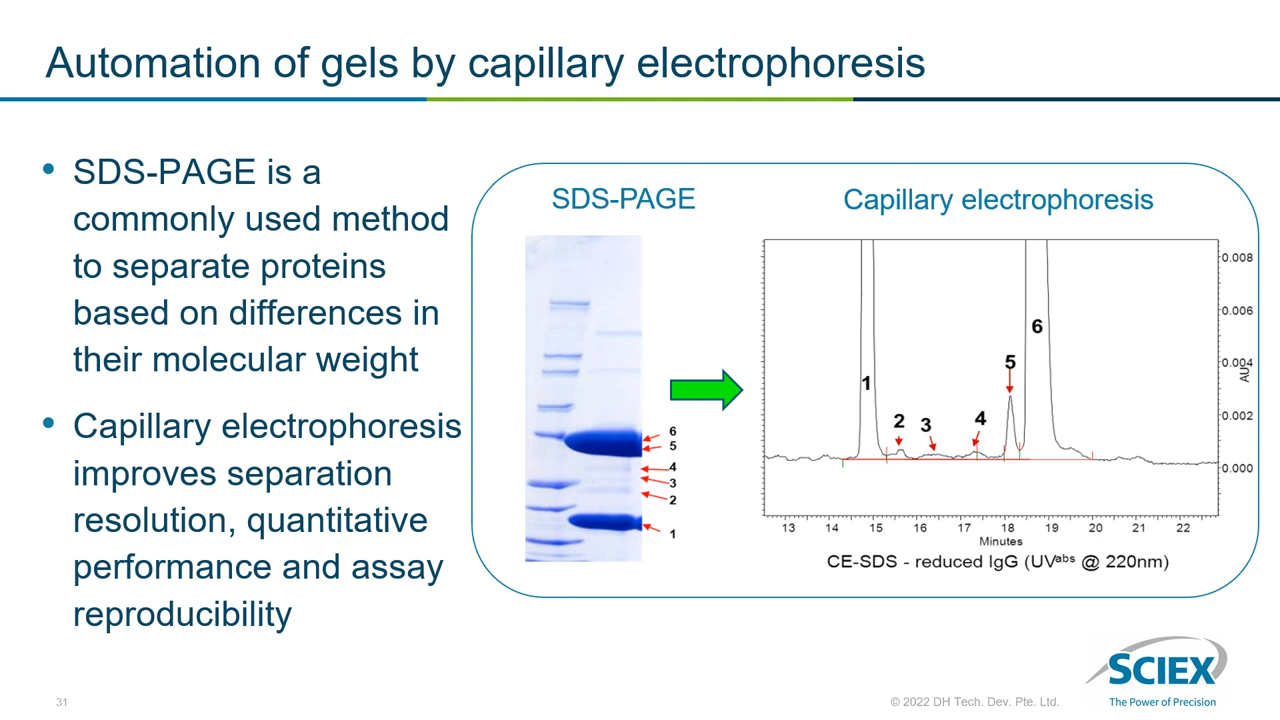 Automation of gels by capillary electrophoresis
• SDS-PAGE is a
commonly used method
to separate proteins
based on differences in
their molecular weight
• Capillary electrophoresis
improves separation
resolution, quantitative
performance and assay
reproducibility
SDS-PAGE
6
5
4
3
2
1
Capillary electrophoresis
1
2
3
4
5
6
0.008
0.006
0.004
AU
0.002
0.000
13 14 15 16 17 18 19 20 21 22
Minutes
CE-SDS - reduced IgG (UVabs @ 220nm)
31
© 2022 DH Tech. Dev. Pte. Ltd.
SCIEX
The Power of Precision